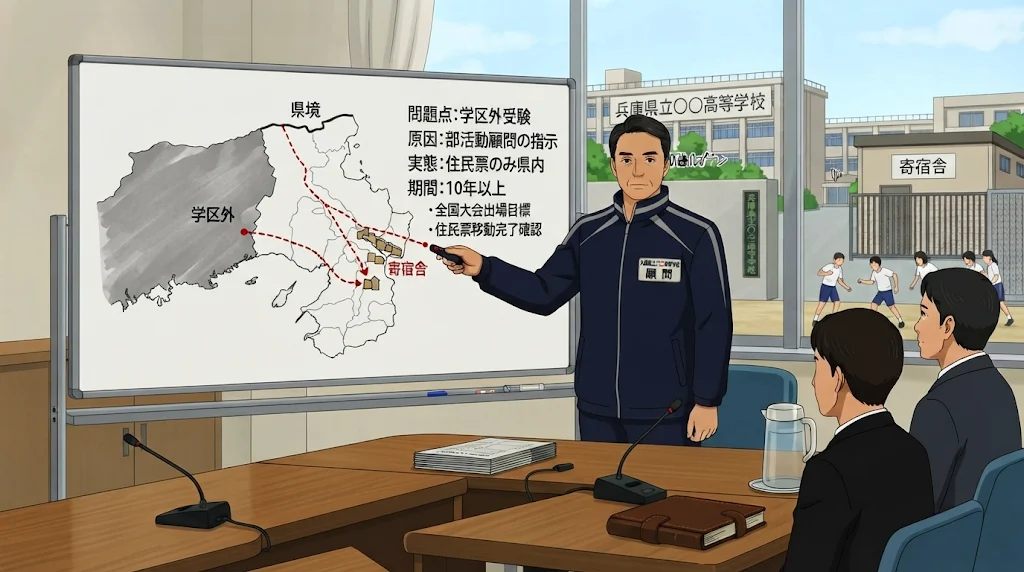 県境
学区外
寄宿舎
問題点:学区外受験
原因:部活動顧問の指示
実態:住民票のみ県内
期間:10年以上
・全国大会出場目標
・住民票移動完了確認
兵庫県立〇〇高等学校
寄宿舎
顧問